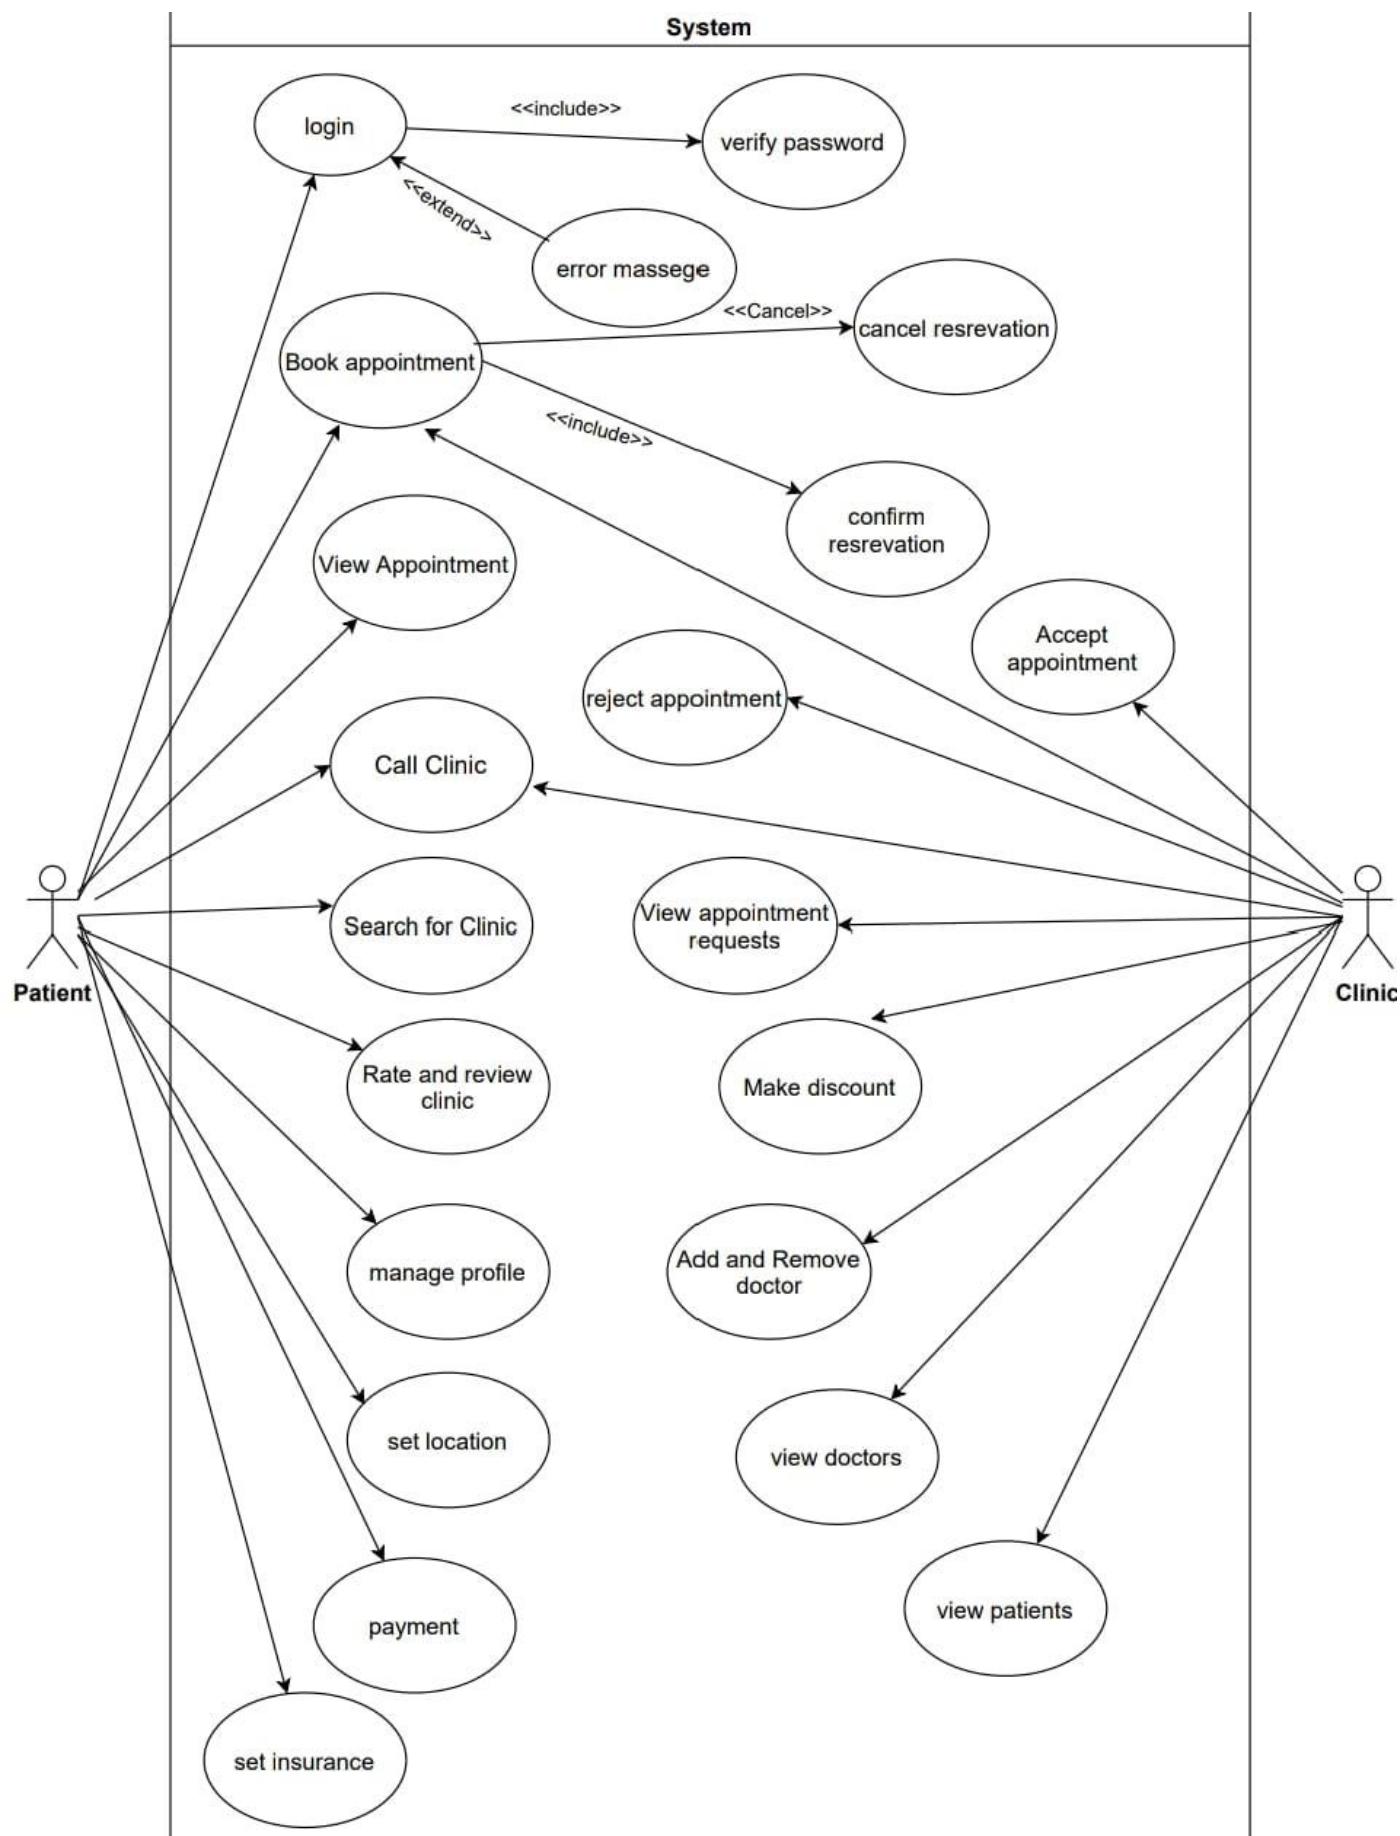 System
login
<<include>>
verify password
<<extend>>
error massege
<<Cancel>>
cancel resrevation
Book appointment
<<include>>
confirm
resrevation
View Appointment
Accept
appointment
reject appointment
Call Clinic
Search for Clinic
View appointment
requests
Patient
Clinic
Rate and review
clinic
Make discount
manage profile
Add and Remove
doctor
set location
view doctors
payment
view patients
set insurance